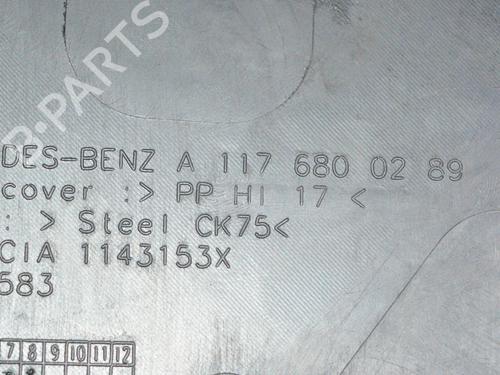 DES-BENZ A 117 680 02 89
cover :> PP HI 17 <
: > Steel CK75<
CIA 1143153X
583
7 8 9 10 11 12
B-PARTS